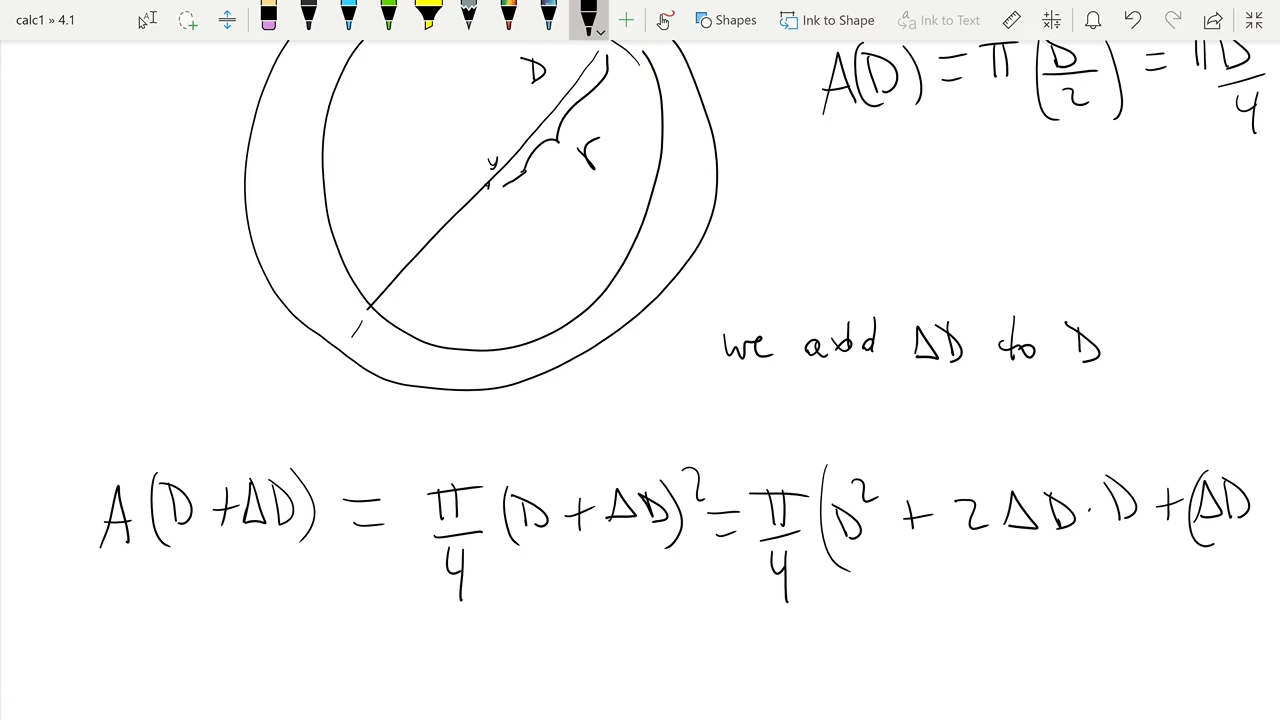 calc1 » 4.1
Shapes
Ink to Shape
Ink to Text
D
r
A(D) = π(D/2) = πD/4
we add ΔD to D
A(D+ΔD) = π/4 (D+ΔD)² = π/4 (D² + 2ΔD·D + (ΔD